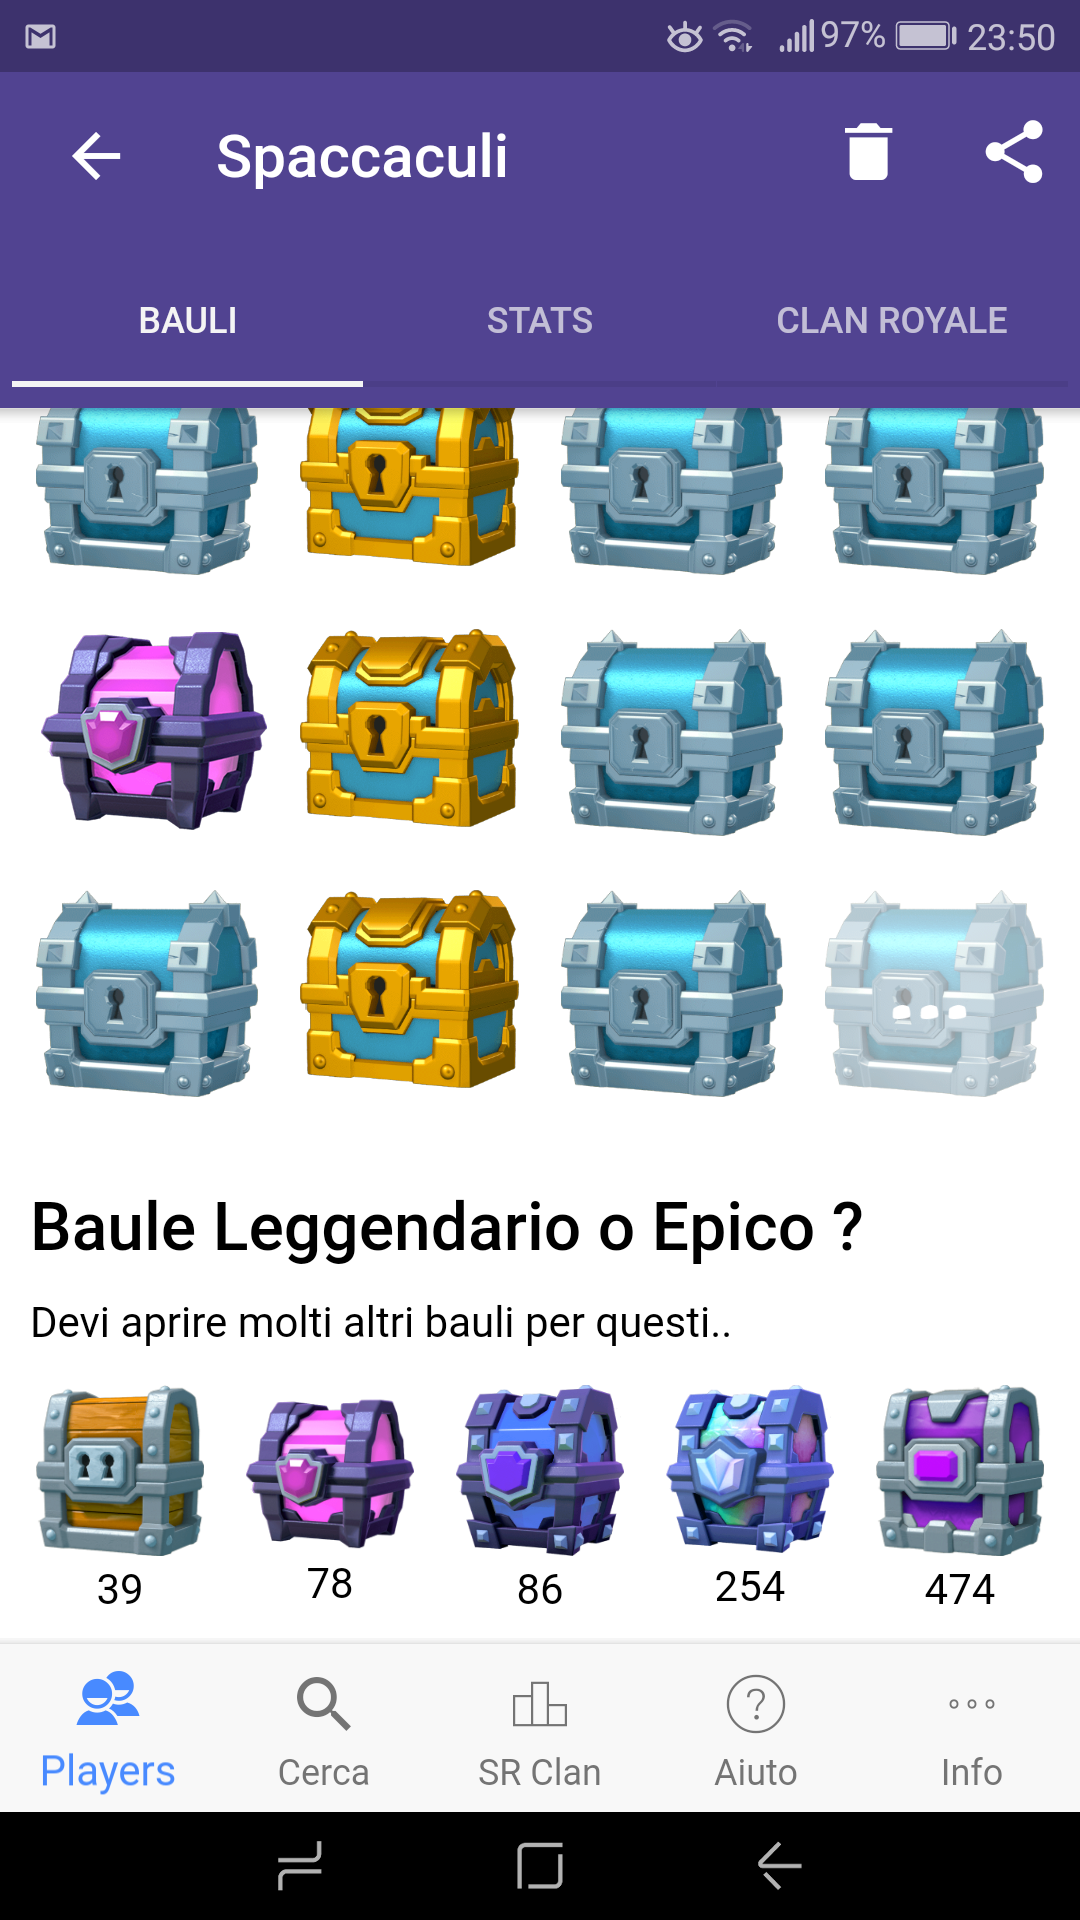 97% 23:50
Spaccaculi
BAULI STATS CLAN ROYALE
Baule Leggendario o Epico ?
Devi aprire molti altri bauli per questi..
39 78 86 254 474
Players Cerca SR Clan Aiuto Info